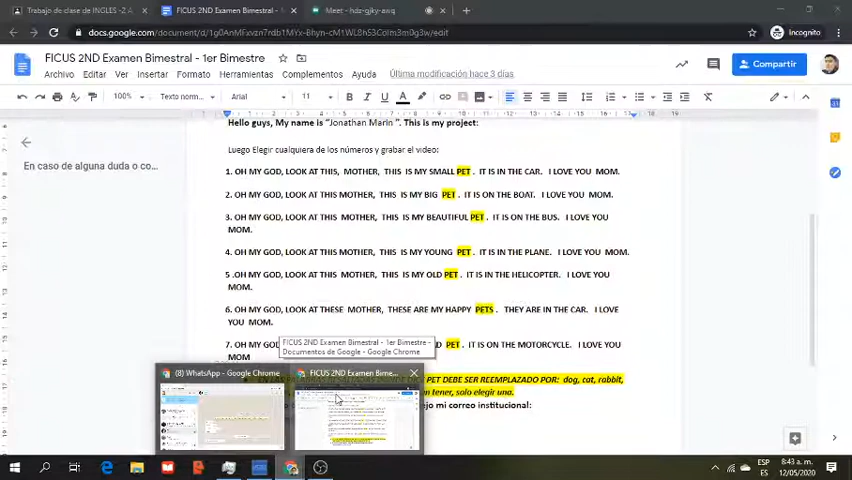 Trabajo de clase de INGLES -Z A
FICUS 2ND Examen Bimestral -
Meet - hdz-gjky-awq
Incognito
FICUS 2ND Examen Bimestral - 1er Bimestre
Compartir
Archivo Editar Ver Insertar Formato Herramientas Complementos Ayuda Última modificación hace 3 días
100% Texto norm... Arial 11
En caso de alguna duda o co...
Hello guys, My name is "Jonathan Marin ". This is my project:
Luego Elegir cualquiera de los números y grabar el video:
1. OH MY GOD, LOOK AT THIS, MOTHER, THIS IS MY SMALL PET . IT IS IN THE CAR. I LOVE YOU MOM.
2. OH MY GOD, LOOK AT THIS MOTHER, THIS IS MY BIG PET . IT IS ON THE BOAT. I LOVE YOU MOM.
3. OH MY GOD, LOOK AT THIS MOTHER, THIS IS MY BEAUTIFUL PET . IT IS ON THE BUS. I LOVE YOU
MOM.
4. OH MY GOD, LOOK AT THIS MOTHER, THIS IS MY YOUNG PET . IT IS IN THE PLANE. I LOVE YOU MOM.
5 .OH MY GOD, LOOK AT THIS MOTHER, THIS IS MY OLD PET . IT IS IN THE HELICOPTER. I LOVE YOU
MOM.
6. OH MY GOD, LOOK AT THESE MOTHER, THESE ARE MY HAPPY PETS . THEY ARE IN THE CAR. I LOVE
YOU MOM.
FICUS 2ND Examen Bimestral - 1er Bimestre -
Documentos de Google - Google Chrome
7. OH MY GOD PET . IT IS ON THE MOTORCYCLE. I LOVE YOU
MOM
(8) WhatsApp - Google Chrome
FICUS 2ND Examen Bime...
PET DEBE SER REEMPLAZADO POR: dog, cat, rabbit,
tener, solo elegir una.
mi correo institucional:
ESP
ES
8:43 a. m.
12/05/2020